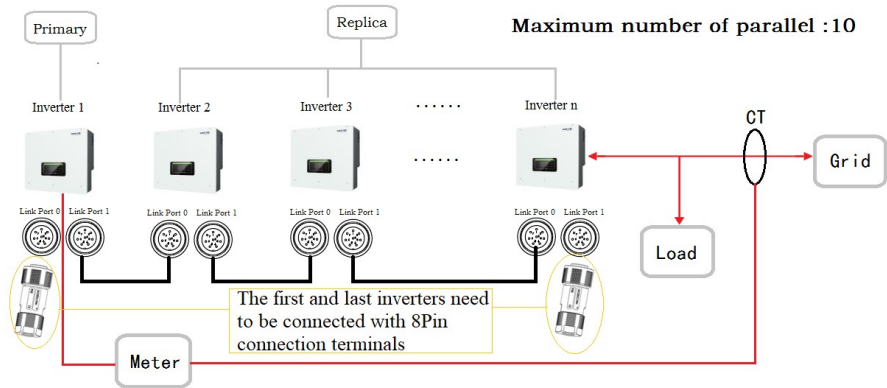 Primary
Replica
Maximum number of parallel :10
Inverter 1
Inverter 2
Inverter 3
......
Inverter n
CT
......
Grid
Link Port 0
Link Port 1
Link Port 0
Link Port 1
Link Port 0
Link Port 1
Link Port 0
Link Port 1
Load
The first and last inverters need
to be connected with 8Pin
connection terminals
Meter